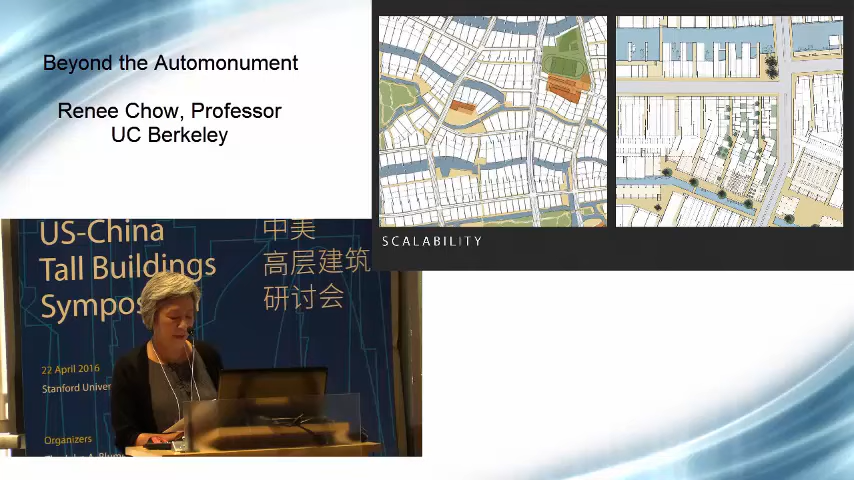 Beyond the Automonument
Renee Chow, Professor
UC Berkeley
SCALABILITY
US-China
Tall Buildings
Sympos
中美
高层建筑
研讨会
22 April 2016
Stanford Univer
Organizers